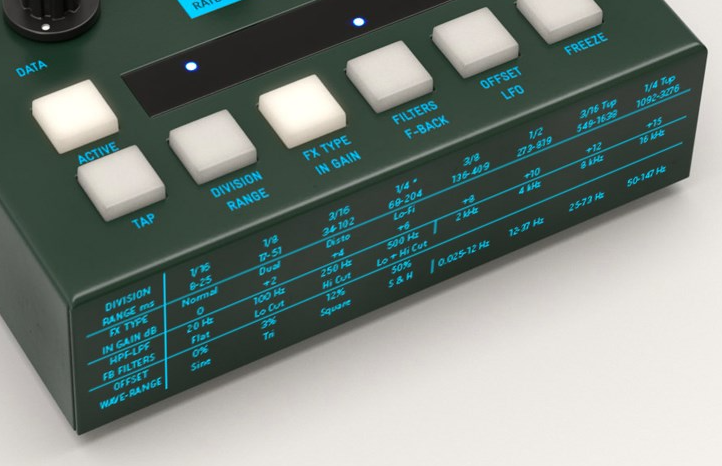 RATE
DATA
ACTIVE
TAP
DIVISION
RANGE
FX TYPE
IN GAIN
FILTERS
F-BACK
OFFSET
LFO
FREEZE
DIVISION 1/16 1/8 3/16 1/4 * 3/8 1/2 3/16 Tup 1/4 Tup
RANGE ms 8-25 17-51 34-102 68-204 136-409 273-819 546-1638 1092-3276
FX TYPE Normal Dual Disto Lo-Fi
IN GAIN dB 0 +2 +4 +6 +8 +10 +12 +15
HPF-LPF 20 Hz 100 Hz 250 Hz 500 Hz 2 kHz 4 kHz 8 kHz 16 kHz
FB FILTERS Flat Lo Cut Hi Cut Lo + Hi Cut
OFFSET 0% 3% 12% 50%
WAVE-RANGE Sine Tri Square S & H 0.025-12 Hz 12-37 Hz 25-73 Hz 50-147 Hz